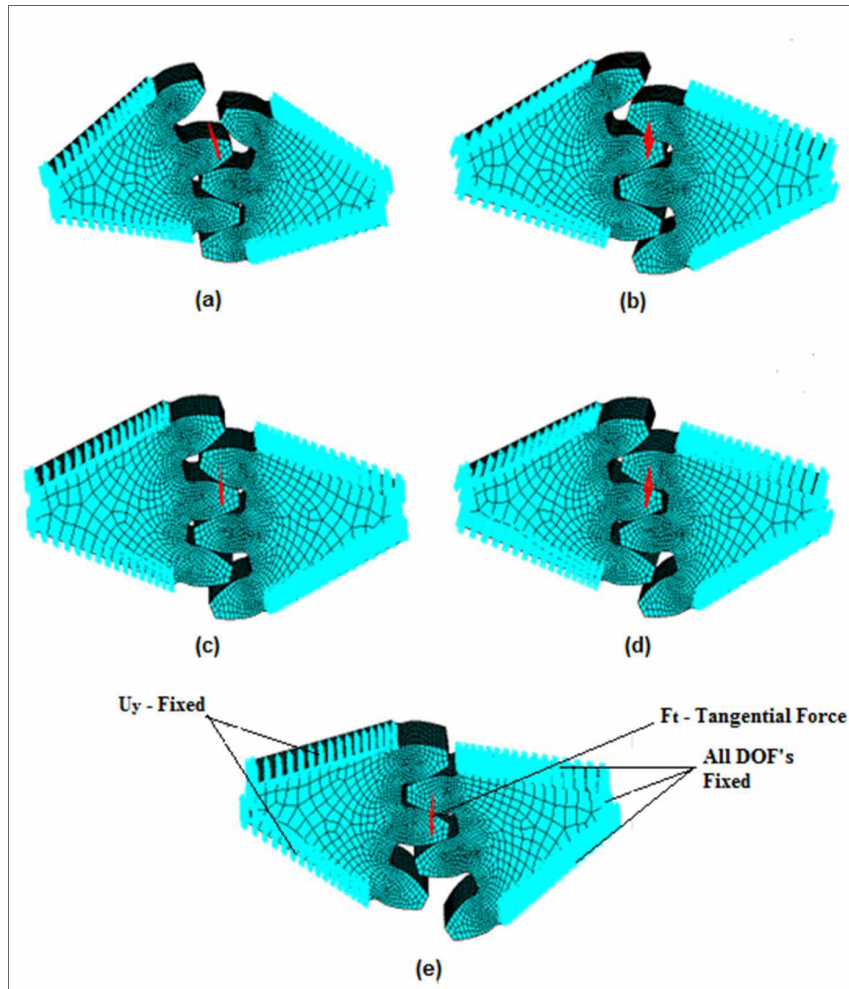 (a)
(b)
(c)
(d)
Uy - Fixed
Ft - Tangential Force
All DOF's
Fixed
(e)